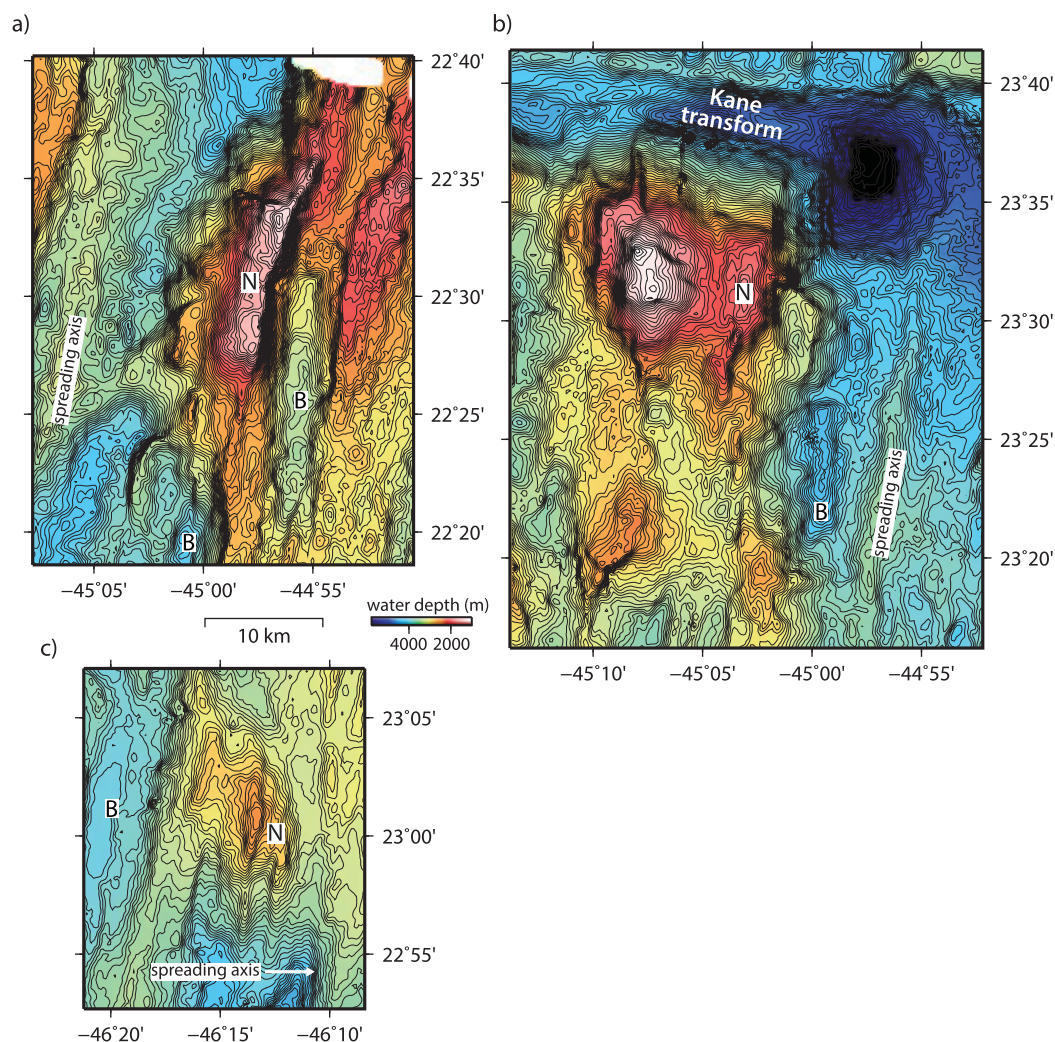 a)
22˚40'
22˚35'
22˚30'
22˚25'
22˚20'
N
B
B
spreading axis
−45˚05'
−45˚00'
−44˚55'
10 km
water depth (m)
4000
2000
b)
Kane
transform
N
B
spreading axis
23˚40'
23˚35'
23˚30'
23˚25'
23˚20'
−45˚10'
−45˚05'
−45˚00'
−44˚55'
c)
B
N
spreading axis
23˚05'
23˚00'
22˚55'
−46˚20'
−46˚15'
−46˚10'